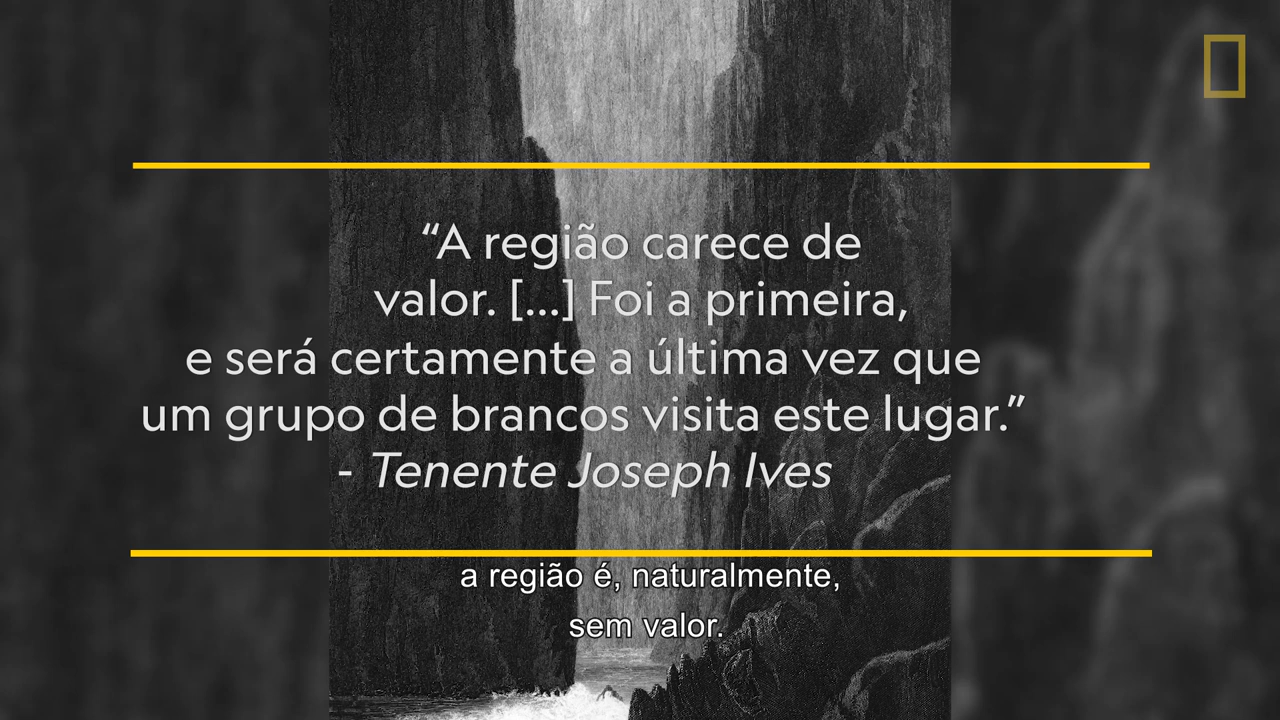 “A região carece de
valor. [...] Foi a primeira,
e será certamente a última vez que
um grupo de brancos visita este lugar.”
- Tenente Joseph Ives
a região é, naturalmente,
sem valor.